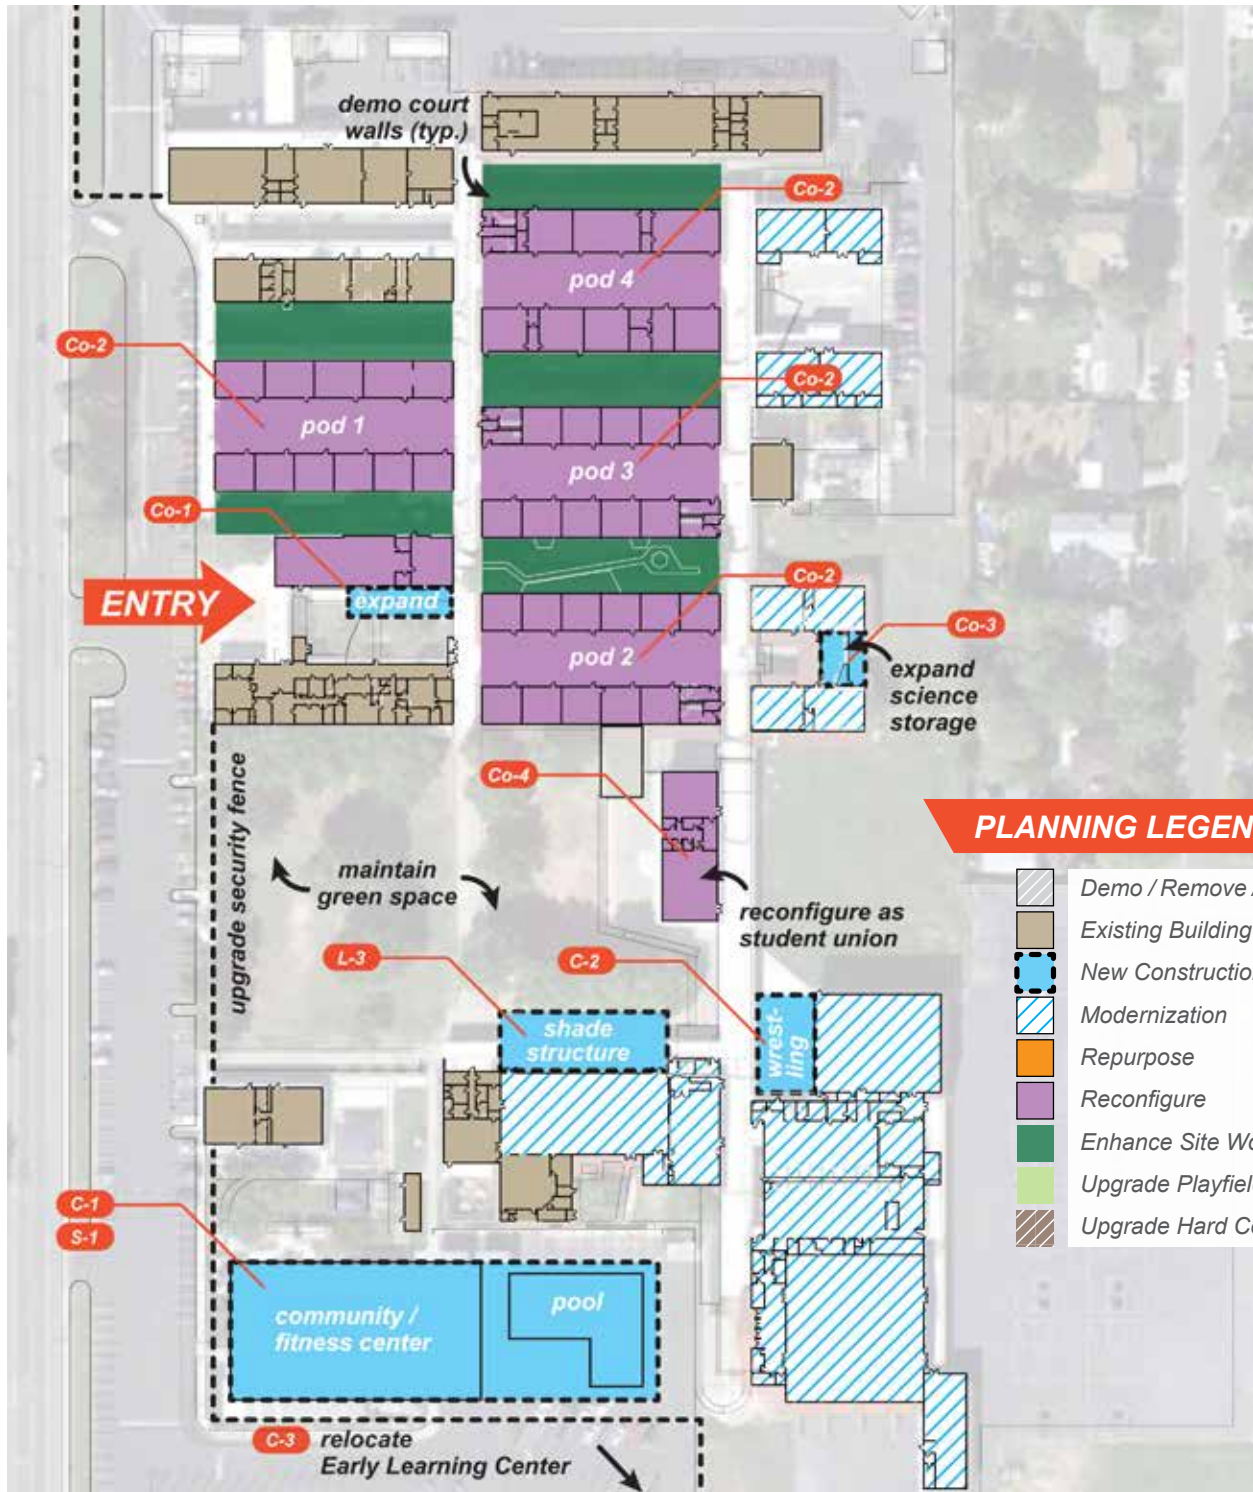 demo court
walls (typ.)
Co-2
pod 4
Co-2
Co-2
pod 1
pod 3
Co-1
ENTRY
expand
Co-2
pod 2
Co-3
expand
science
storage
Co-4
upgrade security fence
maintain
green space
reconfigure as
student union
L-3
C-2
shade
structure
wrest-
ling
PLANNING LEGEN
Demo / Remove
Existing Building
New Constructio
Modernization
Repurpose
Reconfigure
Enhance Site Wo
Upgrade Playfiel
Upgrade Hard Co
C-1
S-1
community /
fitness center
pool
C-3 relocate
Early Learning Center